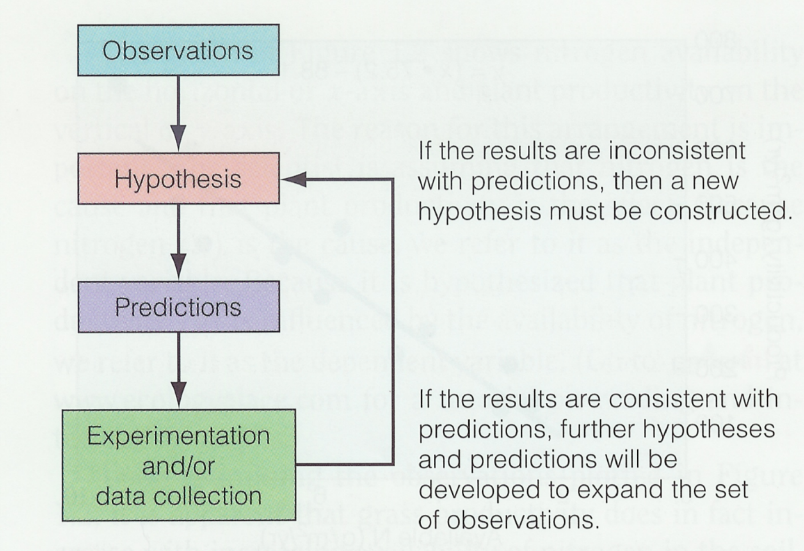 Observations
Hypothesis
If the results are inconsistent
with predictions, then a new
hypothesis must be constructed.
Predictions
Experimentation
and/or
data collection
If the results are consistent with
predictions, further hypotheses
and predictions will be
developed to expand the set
of observations.